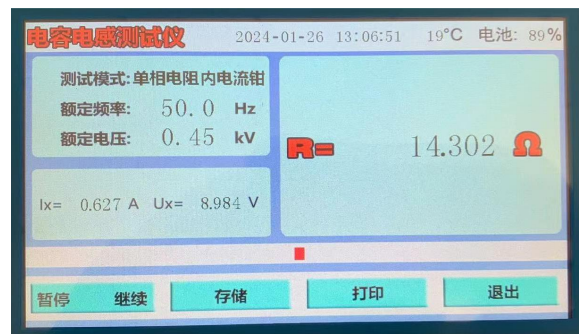 电容电感测试仪 2024-01-26 13:06:51 19°C 电池: 89%
测试模式:单相电阻内电流钳
额定频率: 50.0 Hz
额定电压: 0.45 kV
R= 14.302 Ω
Ix= 0.627 A Ux= 8.984 V
暂停 继续 存储 打印 退出